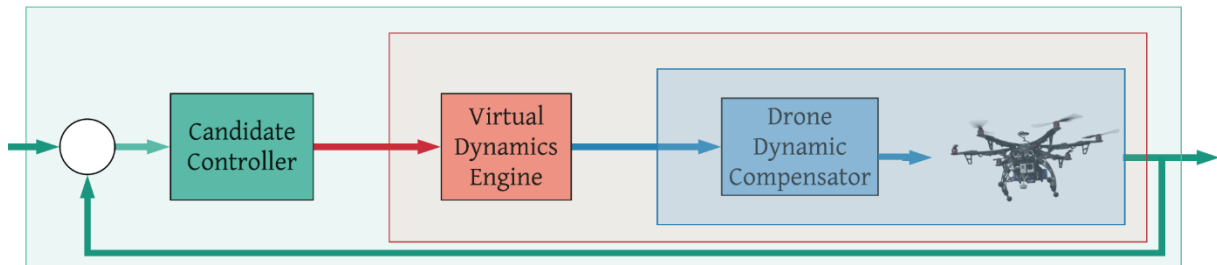 Candidate
Controller
Virtual
Dynamics
Engine
Drone
Dynamic
Compensator